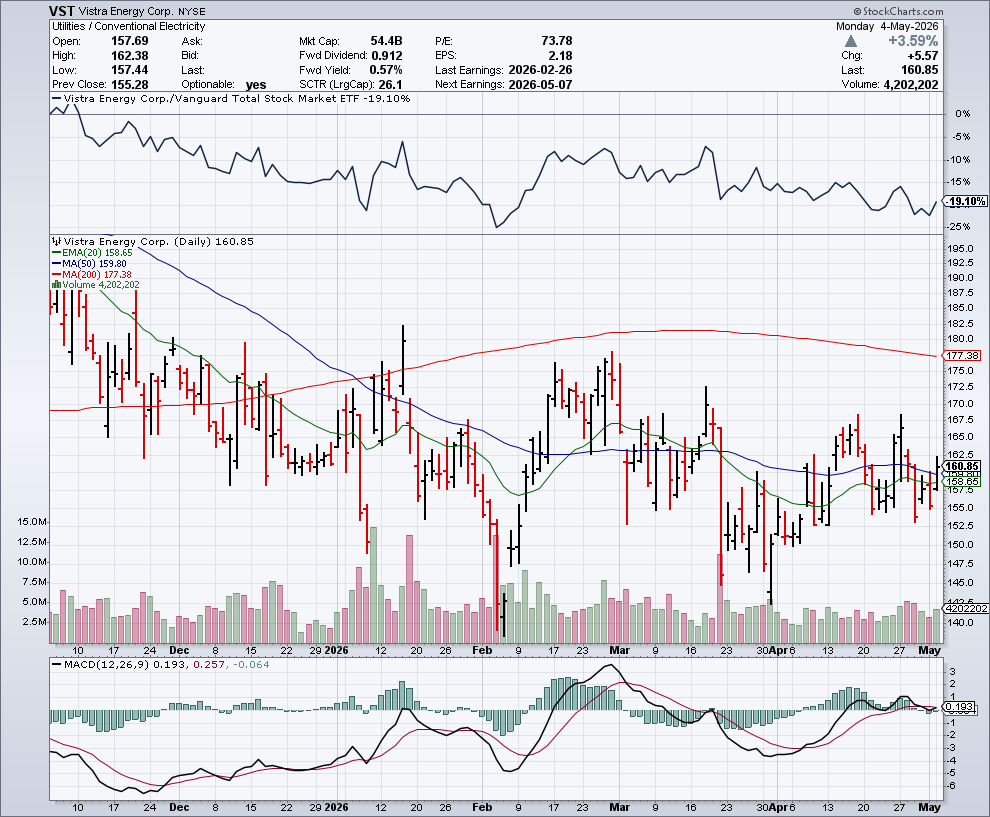 VST Vistra Energy Corp. NYSE © StockCharts.com
Utilities / Conventional Electricity Monday 4-May-2026
Open: 157.69 Ask: Mkt Cap: 54.4B P/E: 73.78 ▲ +3.59%
High: 162.38 Bid: Fwd Dividend: 0.912 EPS: 2.18 Chg: +5.57
Low: 157.44 Last: Fwd Yield: 0.57% Last Earnings: 2026-02-26 Last: 160.85
Prev Close: 155.28 Optionable: yes SCTR (LrgCap): 26.1 Next Earnings: 2026-05-07 Volume: 4,202,202
Vistra Energy Corp./Vanguard Total Stock Market ETF -19.10%
0%
-5%
-10%
-15%
-19.10%
-25%
Vistra Energy Corp. (Daily) 160.85
EMA(20) 158.65
MA(50) 159.80
MA(200) 177.38
Volume 4,202,202
195.0
192.5
190.0
187.5
185.0
182.5
180.0
177.38
175.0
172.5
170.0
167.5
165.0
162.5
160.85
158.65
157.5
155.0
152.5
150.0
147.5
145.0
142.5
4202202
140.0
15.0M
12.5M
10.0M
7.5M
5.0M
2.5M
10 17 24 Dec 8 15 22 29 2026 12 20 26 Feb 9 17 23 Mar 9 16 23 30 Apr 6 13 20 27 May
MACD(12,26,9) 0.193, 0.257, -0.064
3
2
1
0.193
-1
-2
-3
-4
-5
-6
10 17 24 Dec 8 15 22 29 2026 12 20 26 Feb 9 17 23 Mar 9 16 23 30 Apr 6 13 20 27 May